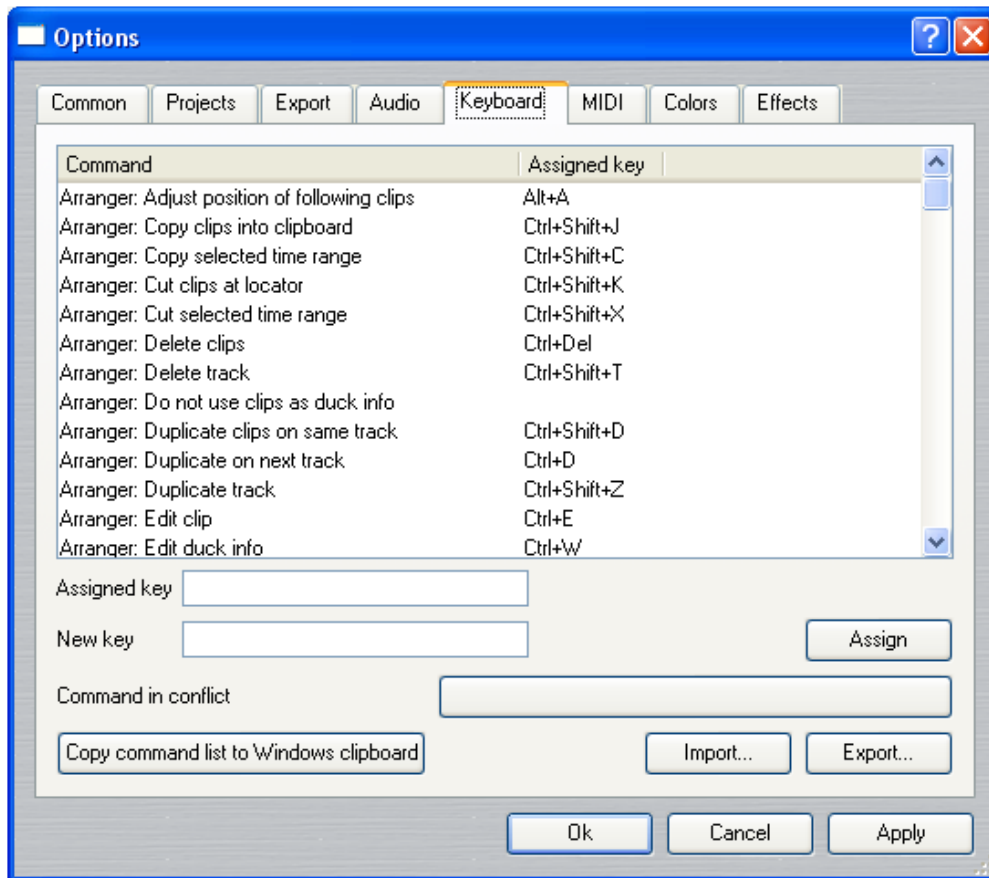 Options
Common Projects Export Audio Keyboard MIDI Colors Effects
Command Assigned key
Arranger: Adjust position of following clips Alt+A
Arranger: Copy clips into clipboard Ctrl+Shift+J
Arranger: Copy selected time range Ctrl+Shift+C
Arranger: Cut clips at locator Ctrl+Shift+K
Arranger: Cut selected time range Ctrl+Shift+X
Arranger: Delete clips Ctrl+Del
Arranger: Delete track Ctrl+Shift+T
Arranger: Do not use clips as duck info
Arranger: Duplicate clips on same track Ctrl+Shift+D
Arranger: Duplicate on next track Ctrl+D
Arranger: Duplicate track Ctrl+Shift+Z
Arranger: Edit clip Ctrl+E
Arranger: Edit duck info Ctrl+W
Assigned key
New key Assign
Command in conflict
Copy command list to Windows clipboard Import... Export...
Ok Cancel Apply